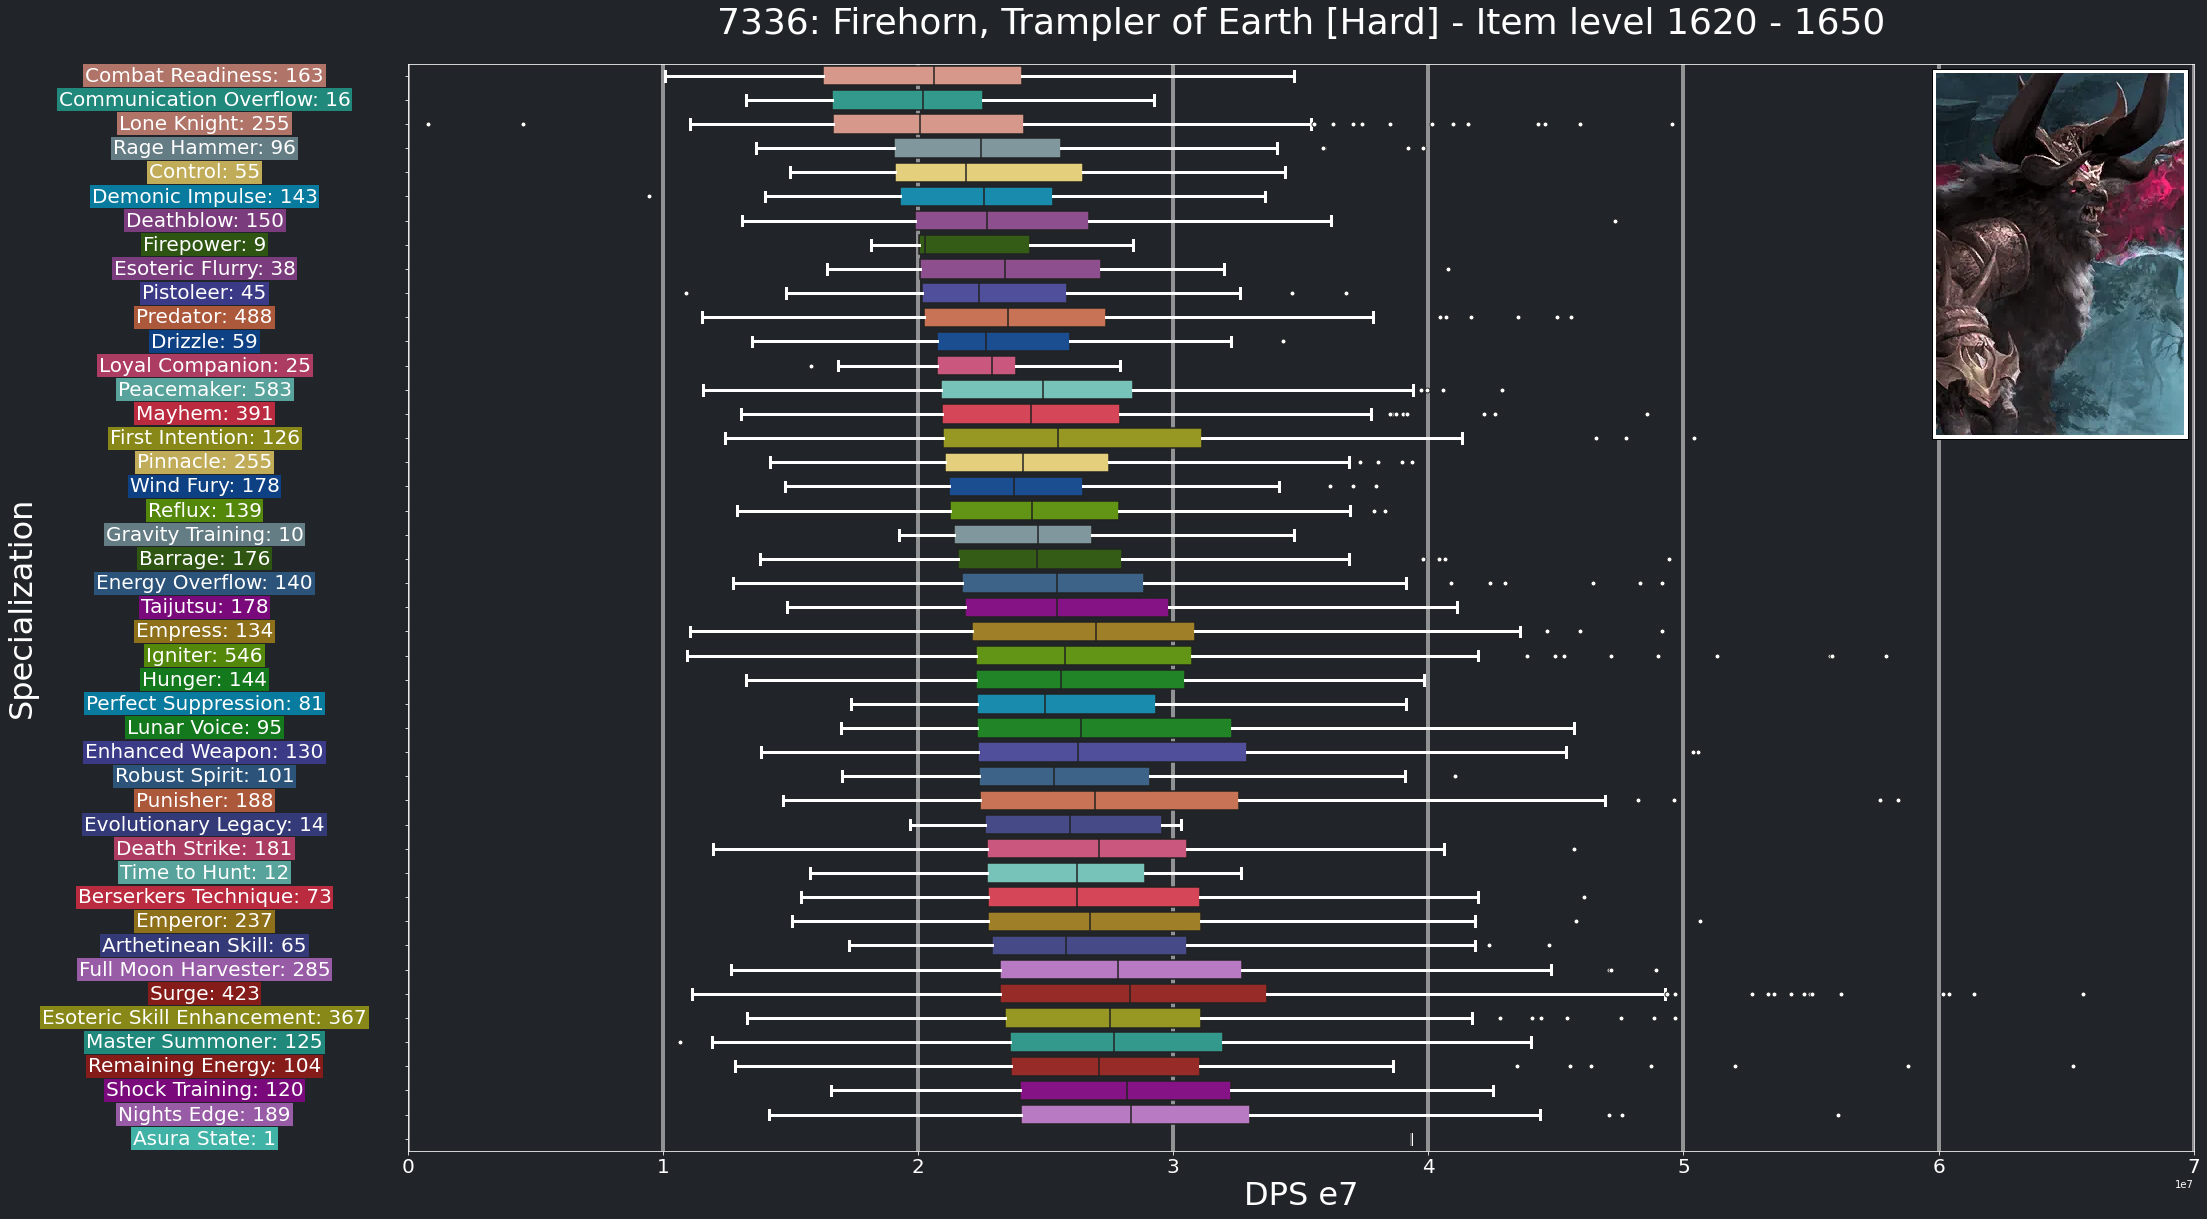 7336: Firehorn, Trampler of Earth [Hard] - Item level 1620 - 1650
Specialization
Combat Readiness: 163
Communication Overflow: 16
Lone Knight: 255
Rage Hammer: 96
Control: 55
Demonic Impulse: 143
Deathblow: 150
Firepower: 9
Esoteric Flurry: 38
Pistoleer: 45
Predator: 488
Drizzle: 59
Loyal Companion: 25
Peacemaker: 583
Mayhem: 391
First Intention: 126
Pinnacle: 255
Wind Fury: 178
Reflux: 139
Gravity Training: 10
Barrage: 176
Energy Overflow: 140
Taijutsu: 178
Empress: 134
Igniter: 546
Hunger: 144
Perfect Suppression: 81
Lunar Voice: 95
Enhanced Weapon: 130
Robust Spirit: 101
Punisher: 188
Evolutionary Legacy: 14
Death Strike: 181
Time to Hunt: 12
Berserkers Technique: 73
Emperor: 237
Arthetinean Skill: 65
Full Moon Harvester: 285
Surge: 423
Esoteric Skill Enhancement: 367
Master Summoner: 125
Remaining Energy: 104
Shock Training: 120
Nights Edge: 189
Asura State: 1
0 1 2 3 4 5 6 7
1e7
DPS e7